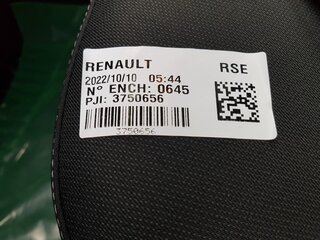 RENAULT RSE
2022/10/10 05:44
N° ENCH: 0645
PJI: 3750656
3750656